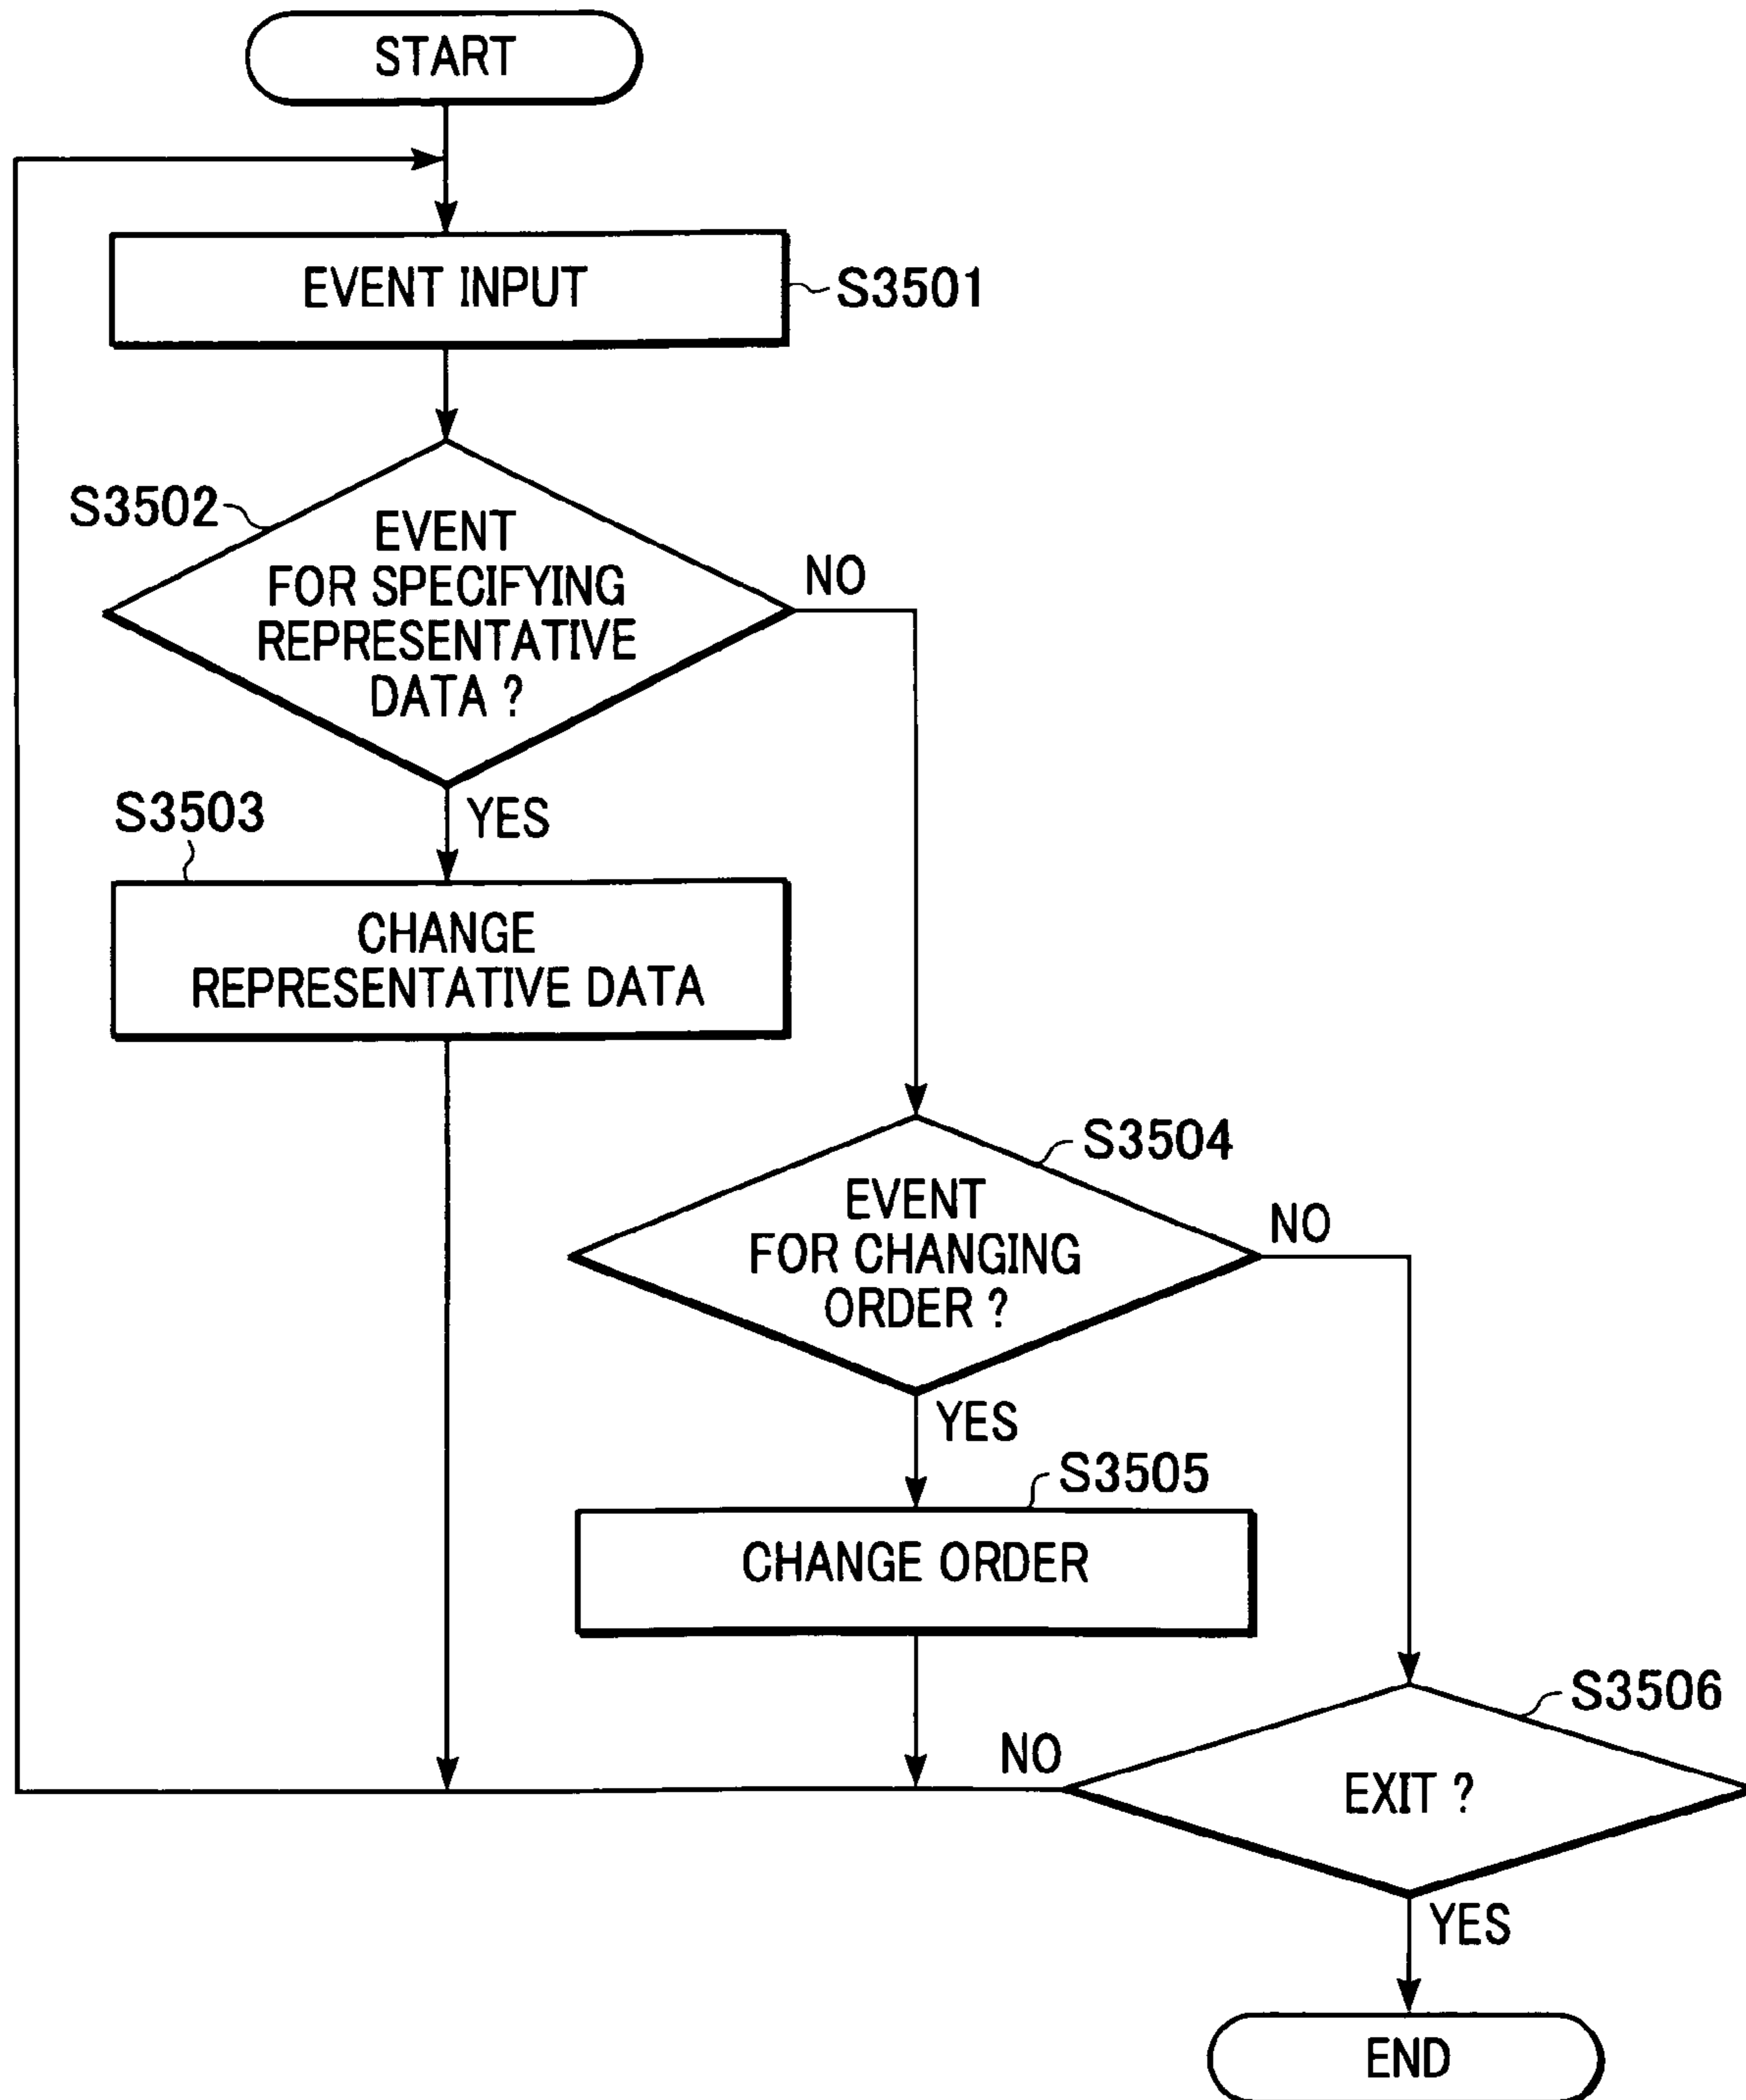 START
EVENT INPUT
S3501
S3502
EVENT
FOR SPECIFYING
REPRESENTATIVE
DATA ?
NO
YES
S3503
CHANGE
REPRESENTATIVE DATA
S3504
EVENT
FOR CHANGING
ORDER ?
NO
YES
S3505
CHANGE ORDER
S3506
NO
EXIT ?
YES
END